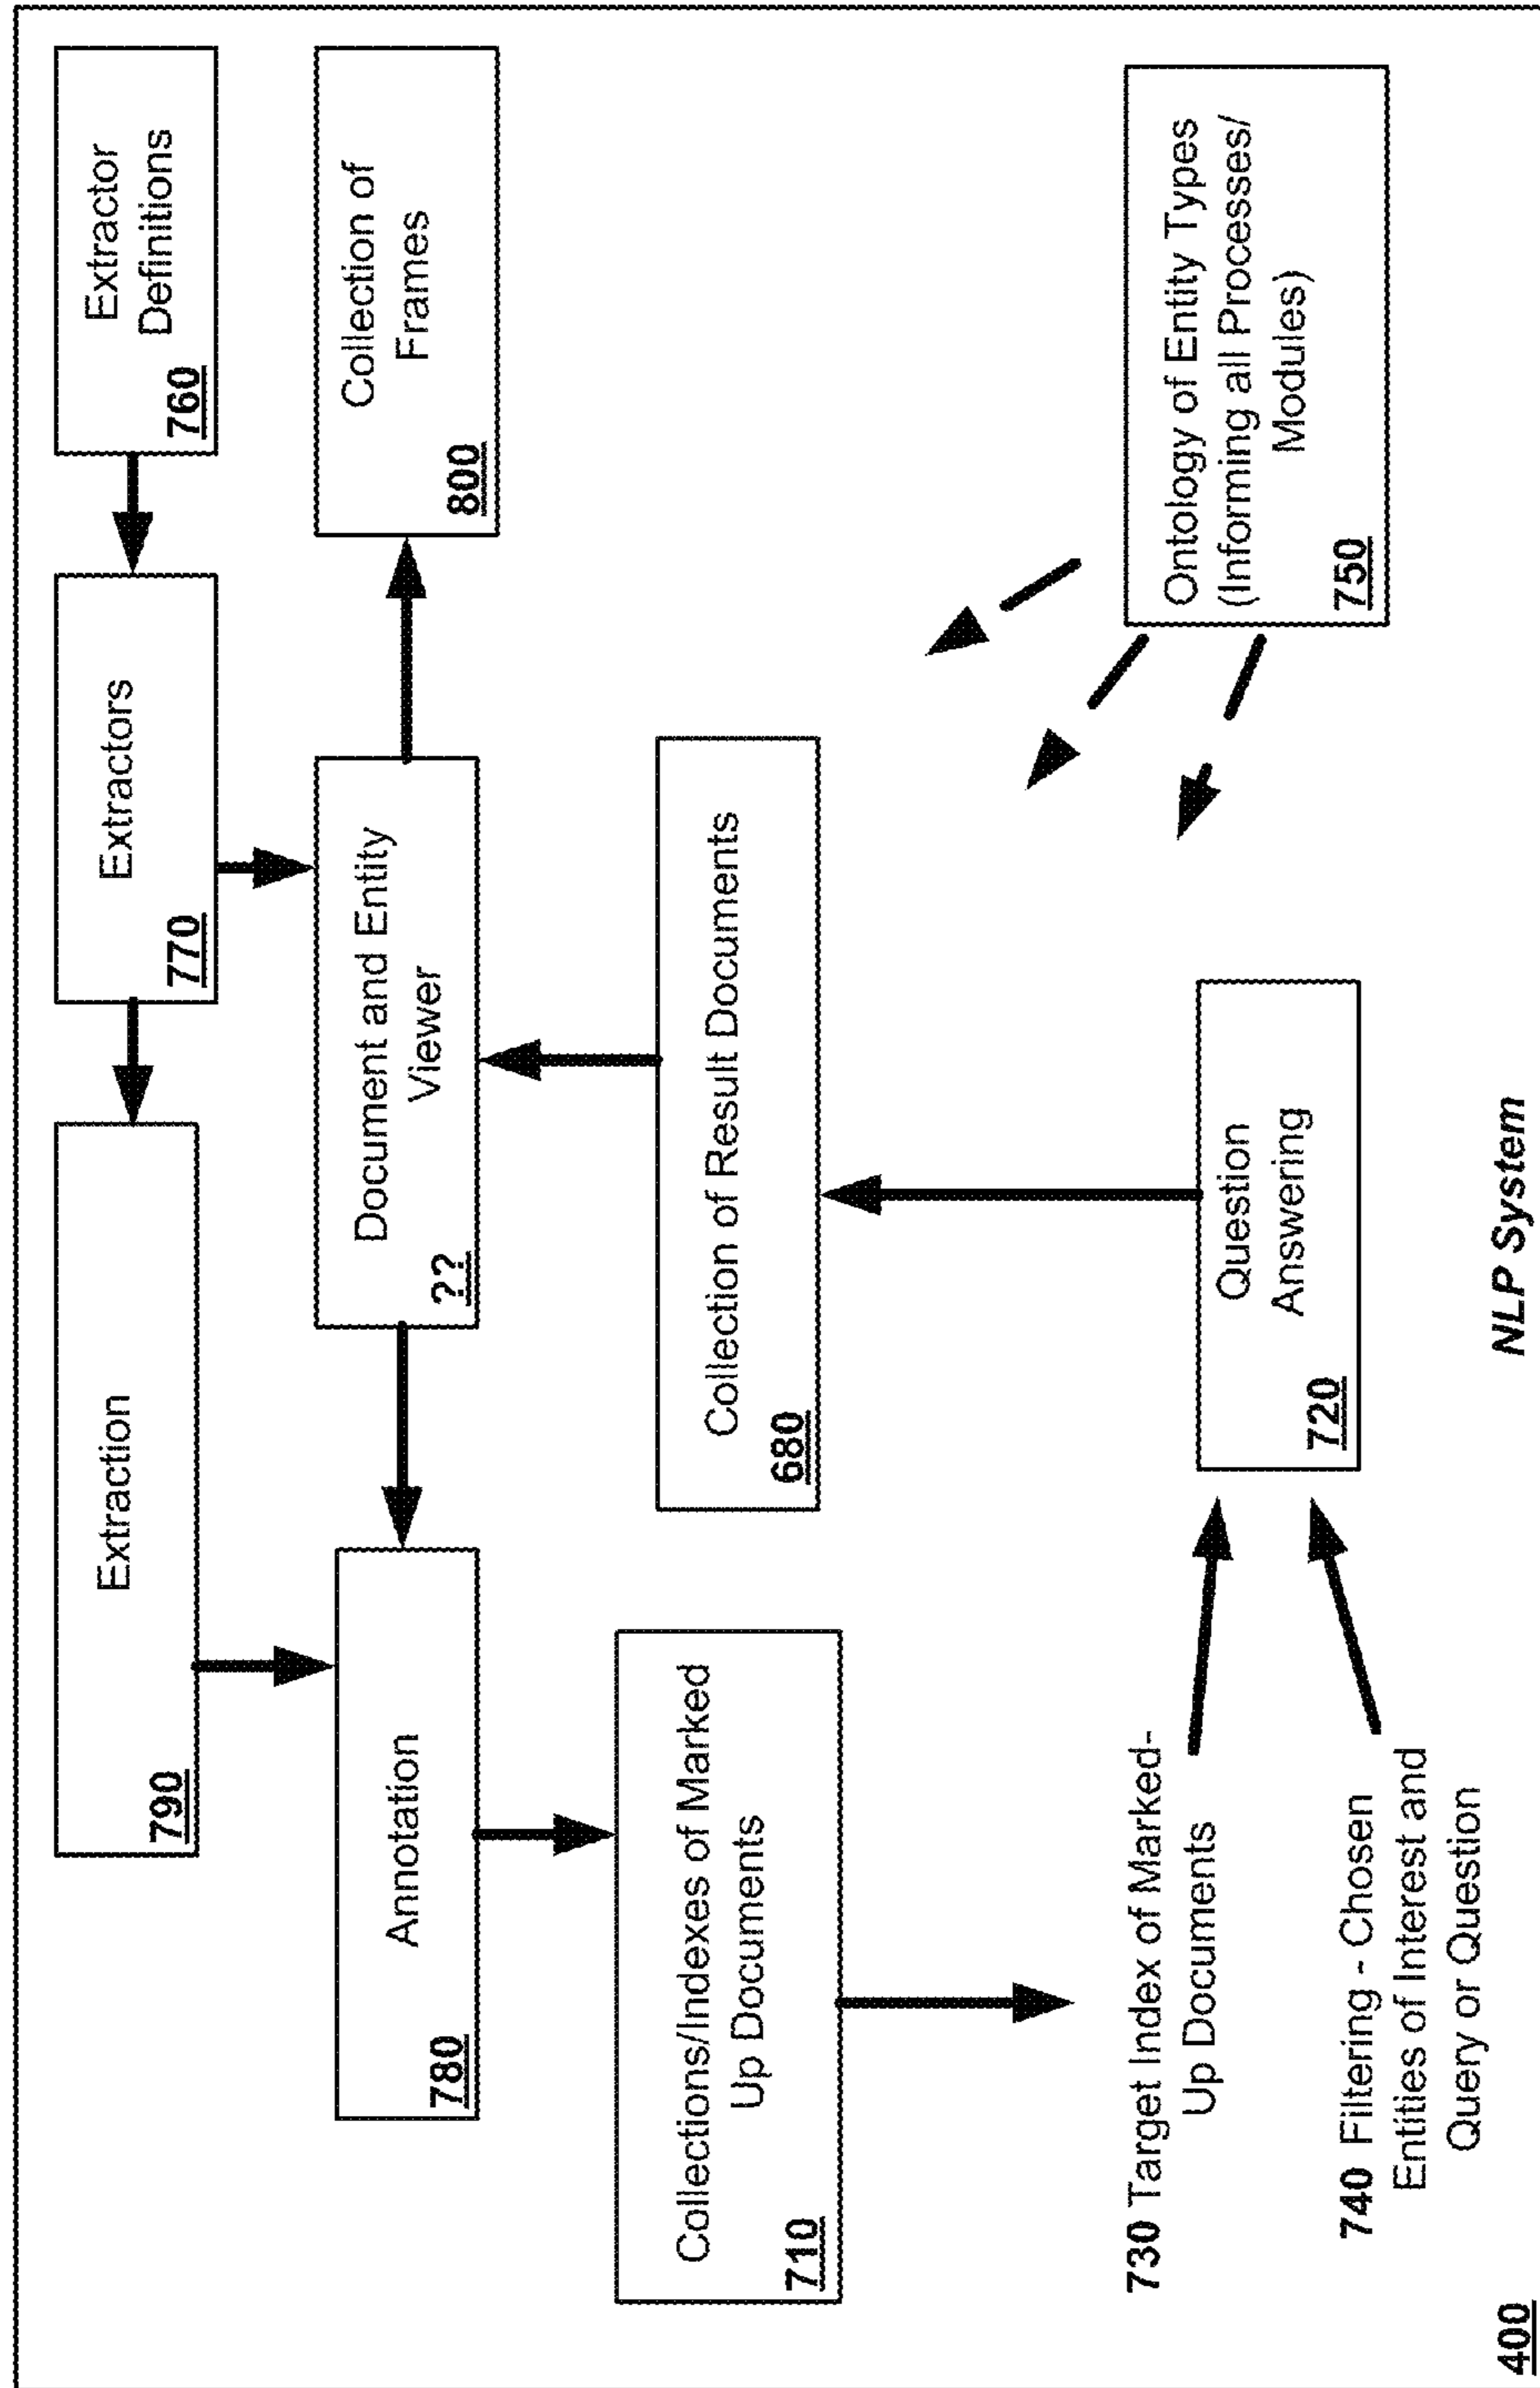 Extraction
790
Extractors
770
Extractor
Definitions
760
Annotation
780
Document and Entity
Viewer
??
Collection of
Frames
800
Collections/Indexes of Marked
Up Documents
710
Collection of Result Documents
680
730 Target Index of Marked-
Up Documents
740 Filtering - Chosen
Entities of Interest and
Query or Question
Question
Answering
720
Ontology of Entity Types
(Informing all Processes/
Modules)
750
NLP System
400